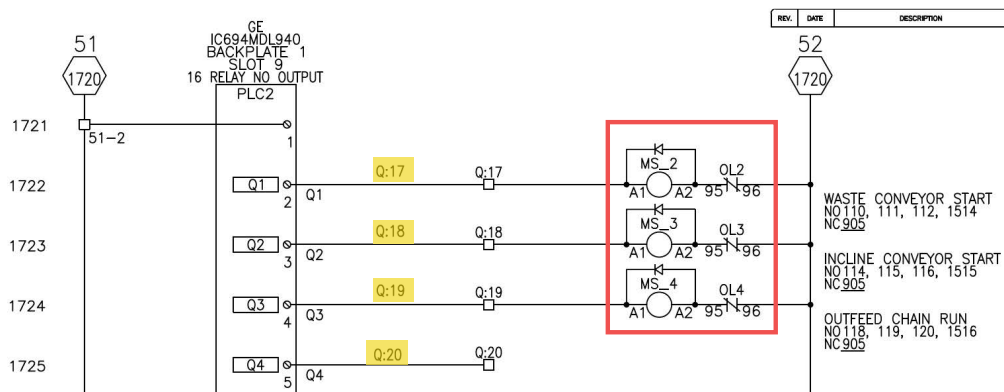 REV. DATE DESCRIPTION
51
1720
GE
IC694MDL940
BACKPLATE 1
SLOT 9
16 RELAY NO OUTPUT
PLC2
52
1720
1721
51-2
1
1722
Q1
2
Q1
Q:17
Q:17
MS_2
A1
A2
OL2
95
96
WASTE CONVEYOR START
NO110, 111, 112, 1514
NC905
1723
Q2
3
Q2
Q:18
Q:18
MS_3
A1
A2
OL3
95
96
INCLINE CONVEYOR START
NO114, 115, 116, 1515
NC905
1724
Q3
4
Q3
Q:19
Q:19
MS_4
A1
A2
OL4
95
96
OUTFEED CHAIN RUN
NO118, 119, 120, 1516
NC905
1725
Q4
5
Q4
Q:20
Q:20